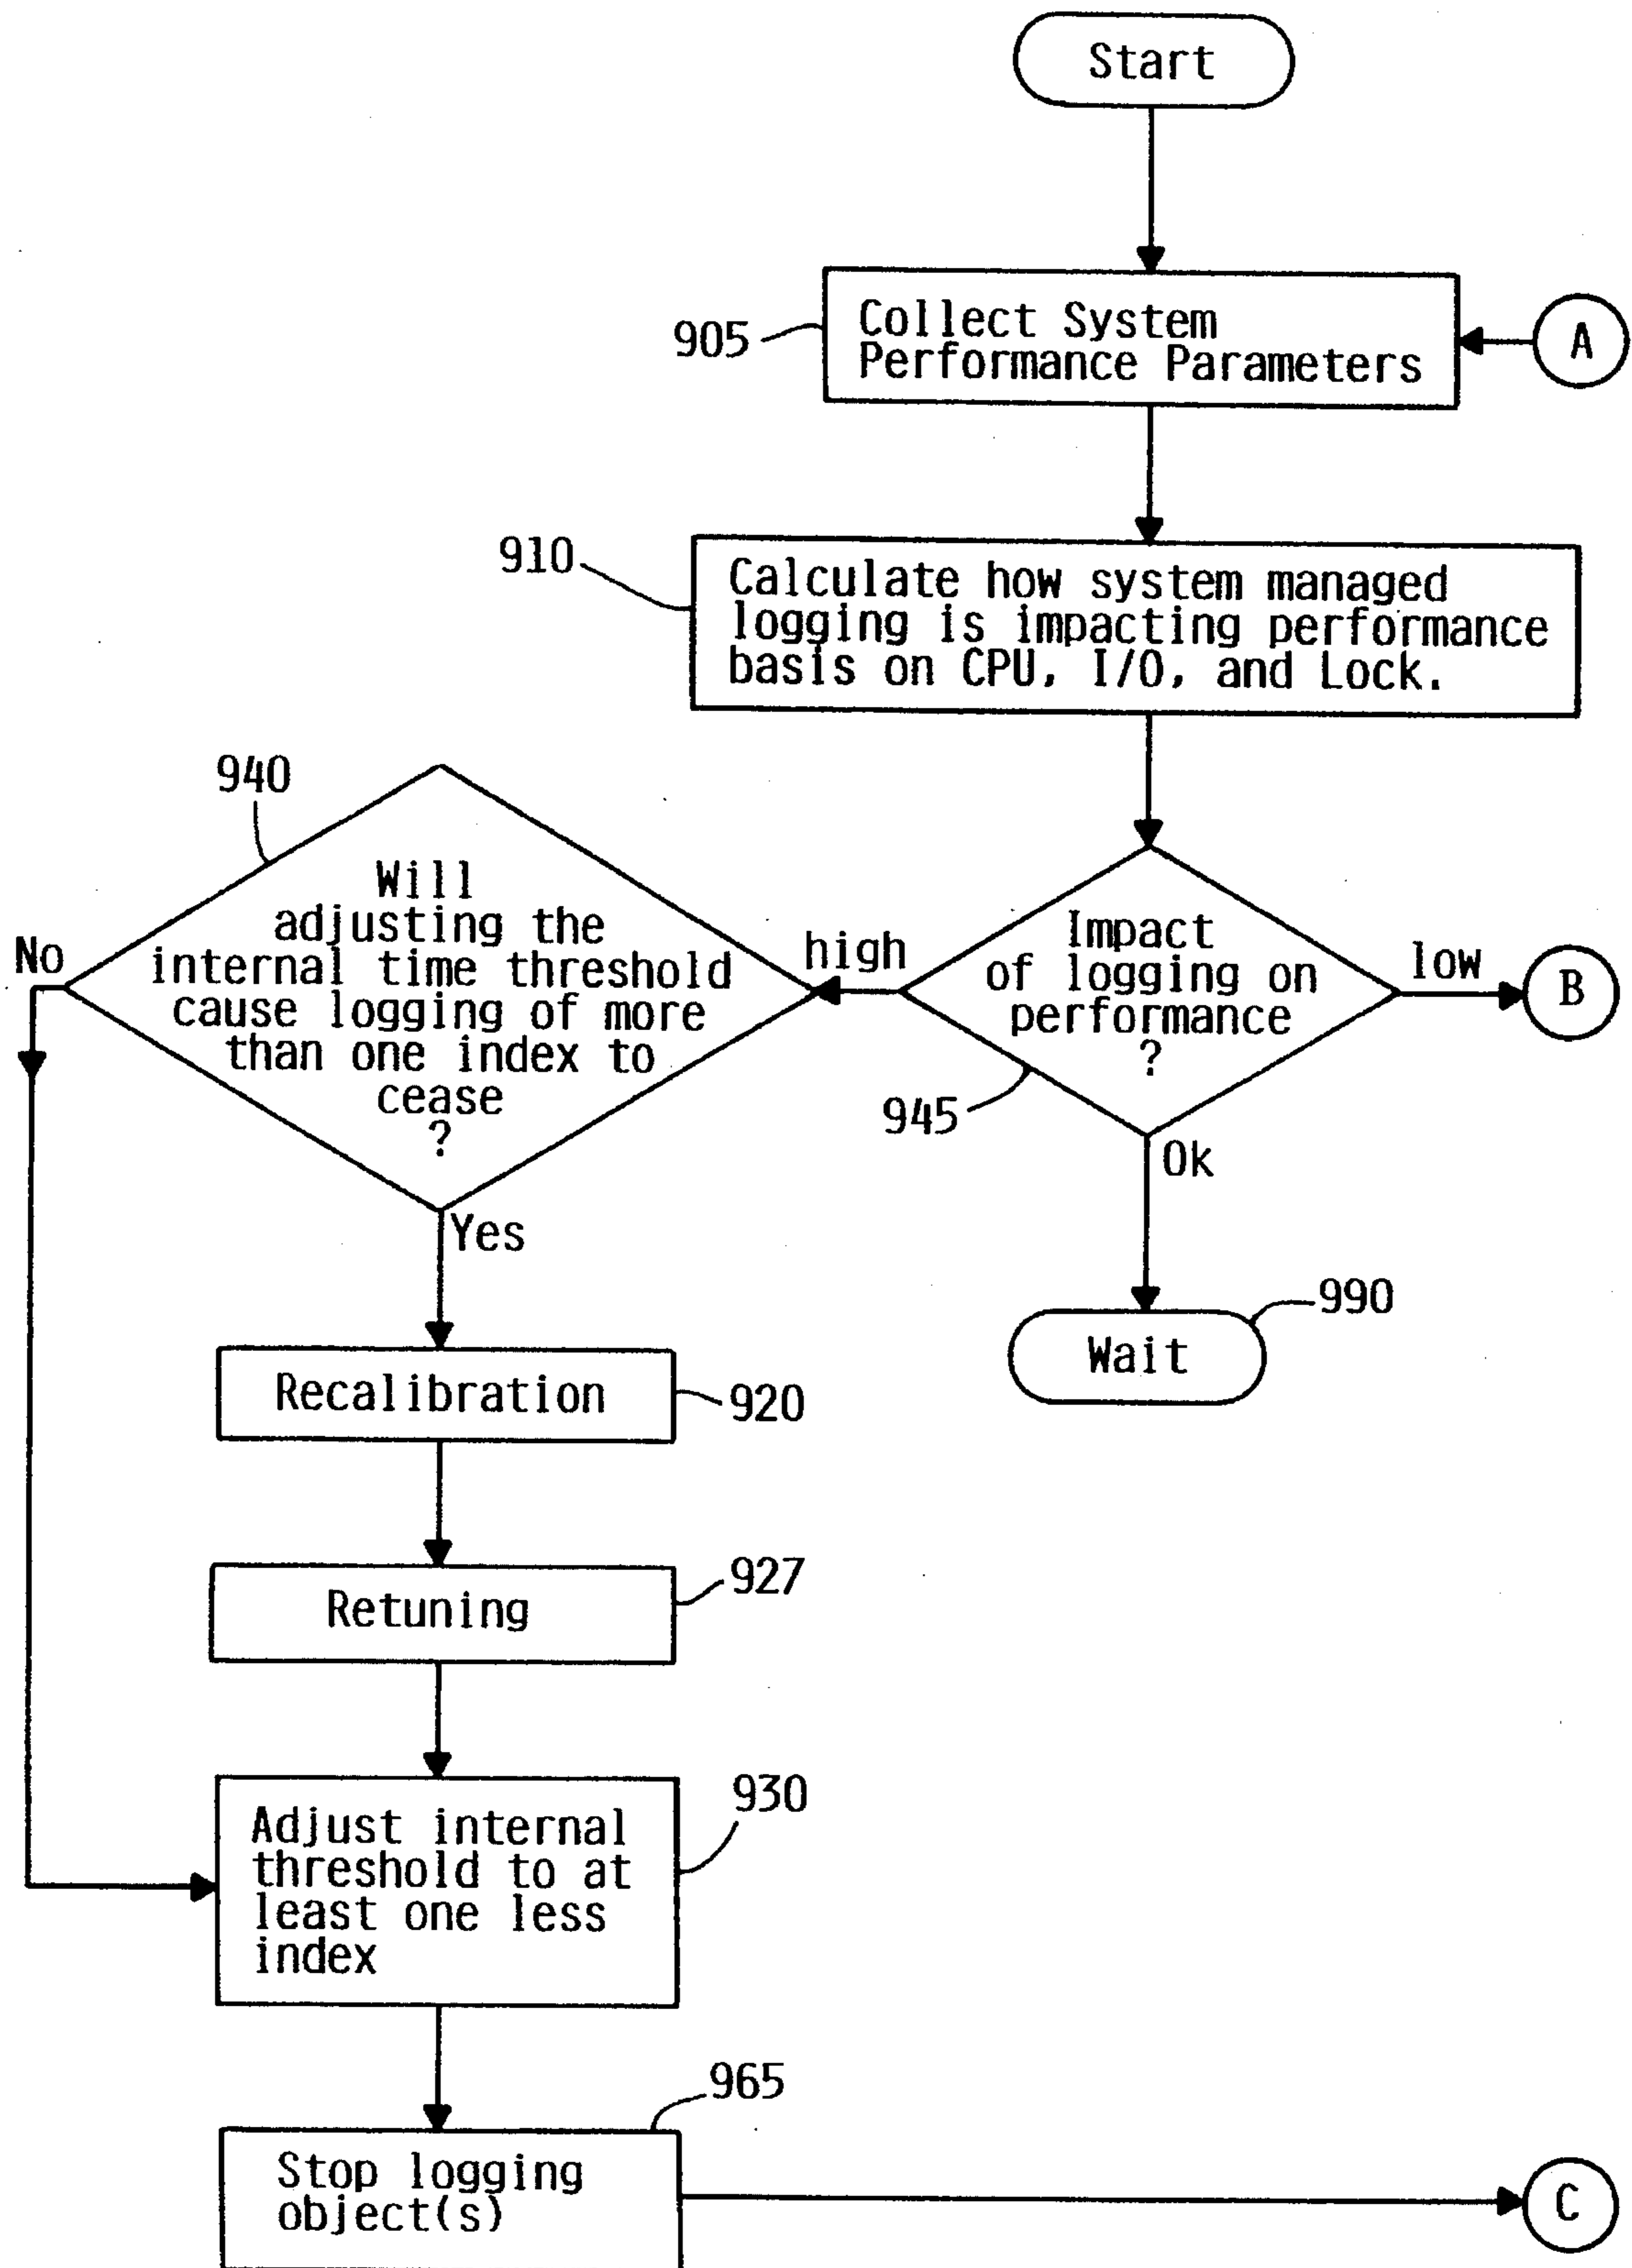 Start
905
Collect System
Performance Parameters
A
910
Calculate how system managed
logging is impacting performance
basis on CPU, I/O, and Lock.
940
Will
adjusting the
internal time threshold
cause logging of more
than one index to
cease
?
No
high
Impact
of logging on
performance
?
low
B
945
Ok
Yes
990
Wait
Recalibration
920
Retuning
927
930
Adjust internal
threshold to at
least one less
index
965
Stop logging
object(s)
C